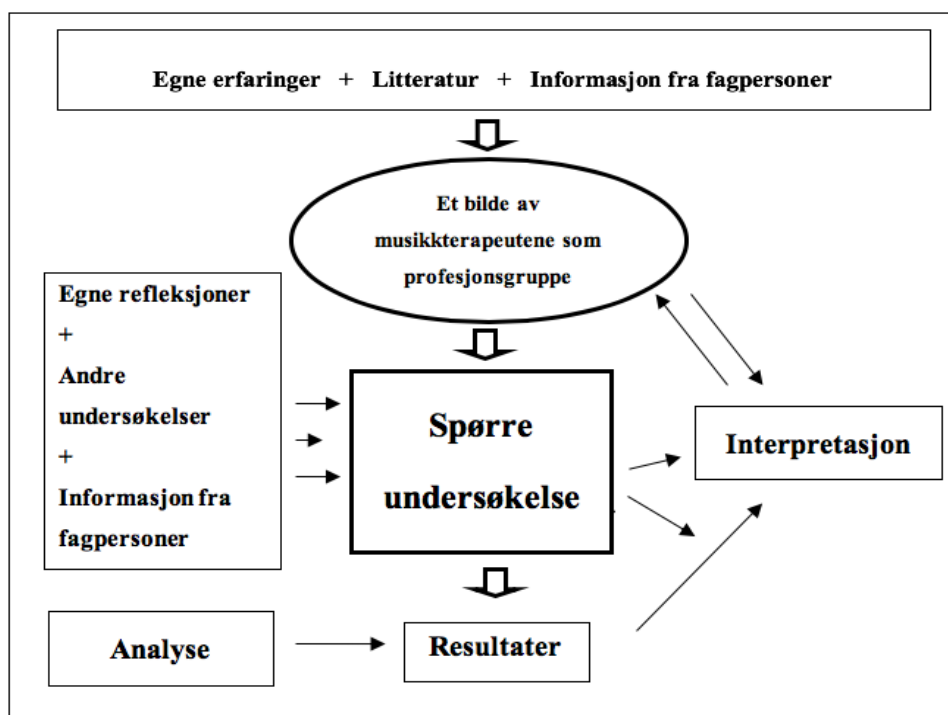 Egne erfaringer + Litteratur + Informasjon fra fagpersoner
Et bilde av
musikkterapeutene som
profesjonsgruppe
Egne refleksjoner
+
Andre
undersøkelser
+
Informasjon fra
fagpersoner
Spørre
undersøkelse
Interpretasjon
Analyse
Resultater